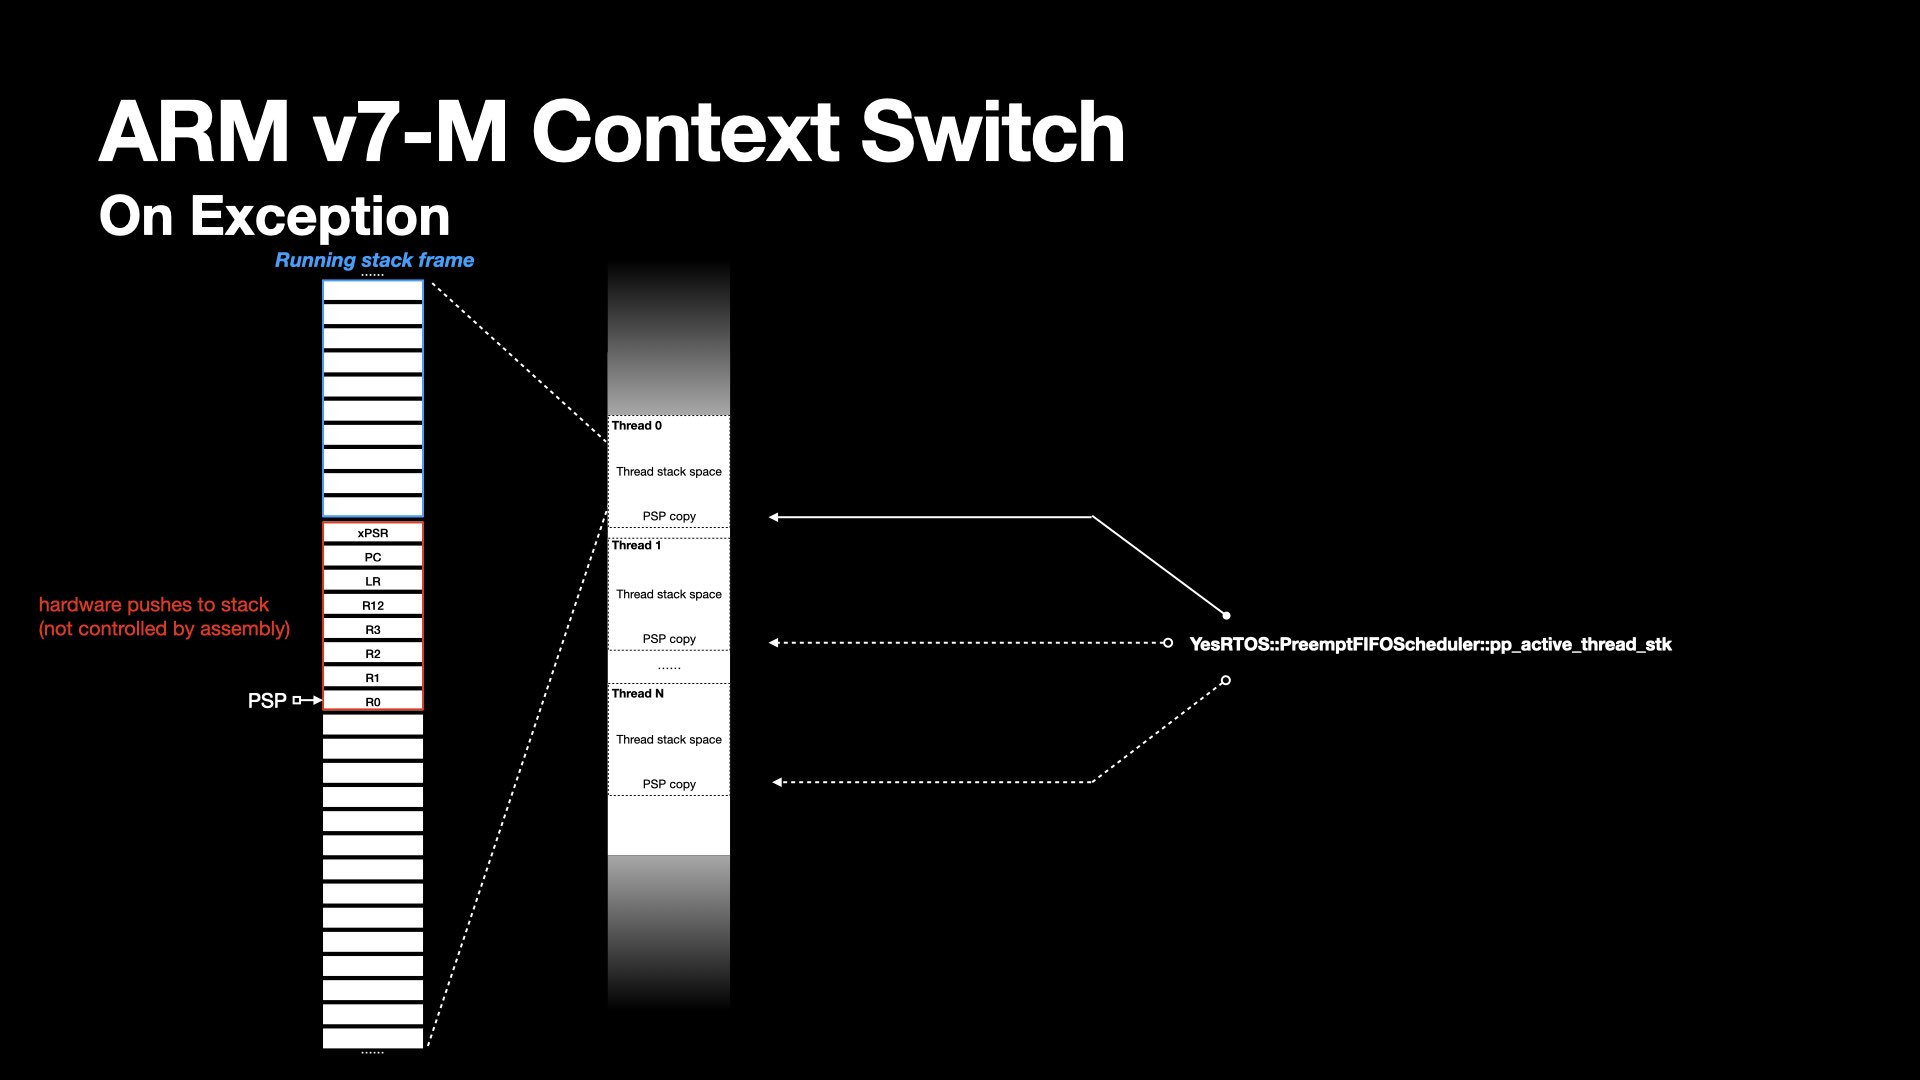 ARM v7-M Context Switch
On Exception
Running stack frame
......
xPSR
PC
LR
R12
R3
R2
R1
R0
......
hardware pushes to stack
(not controlled by assembly)
PSP
Thread 0
Thread stack space
PSP copy
Thread 1
Thread stack space
PSP copy
......
Thread N
Thread stack space
PSP copy
YesRTOS::PreemptFIFOScheduler::pp_active_thread_stk